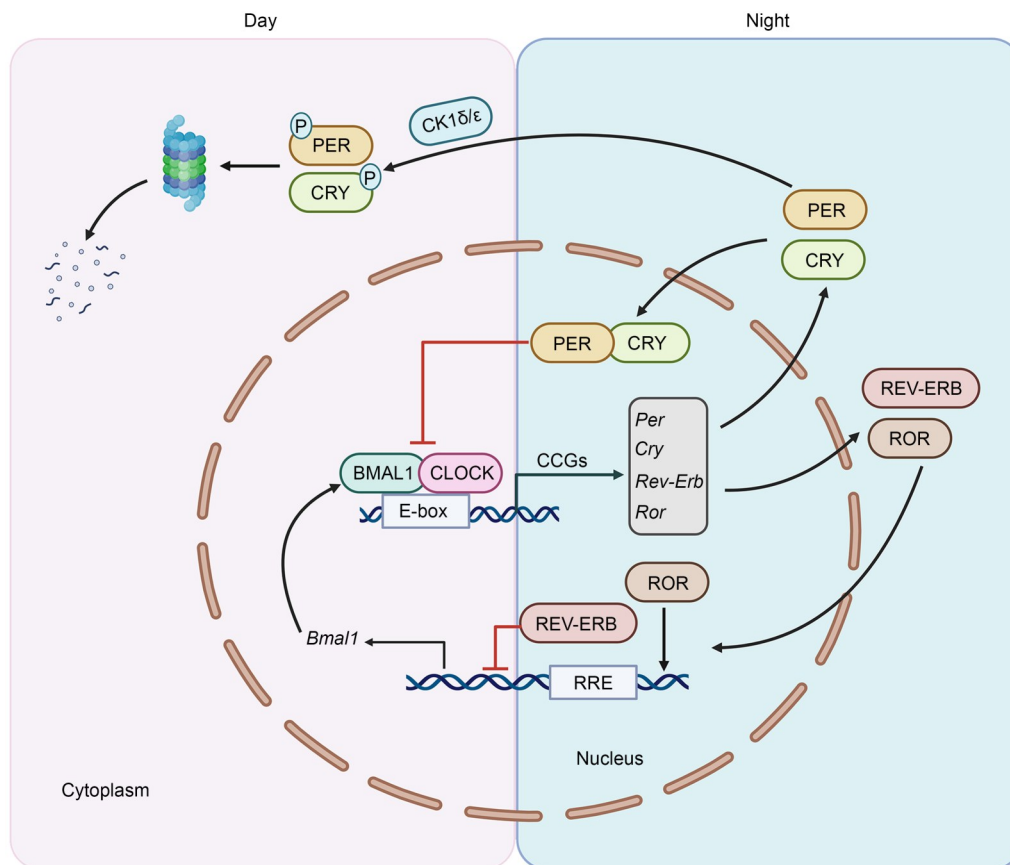 Day
Night
CK1δ/ε
P
PER
CRY
P
PER
CRY
PER
CRY
REV-ERB
ROR
Per
Cry
Rev-Erb
Ror
CCGs
BMAL1
CLOCK
E-box
ROR
REV-ERB
Bmal1
RRE
Nucleus
Cytoplasm